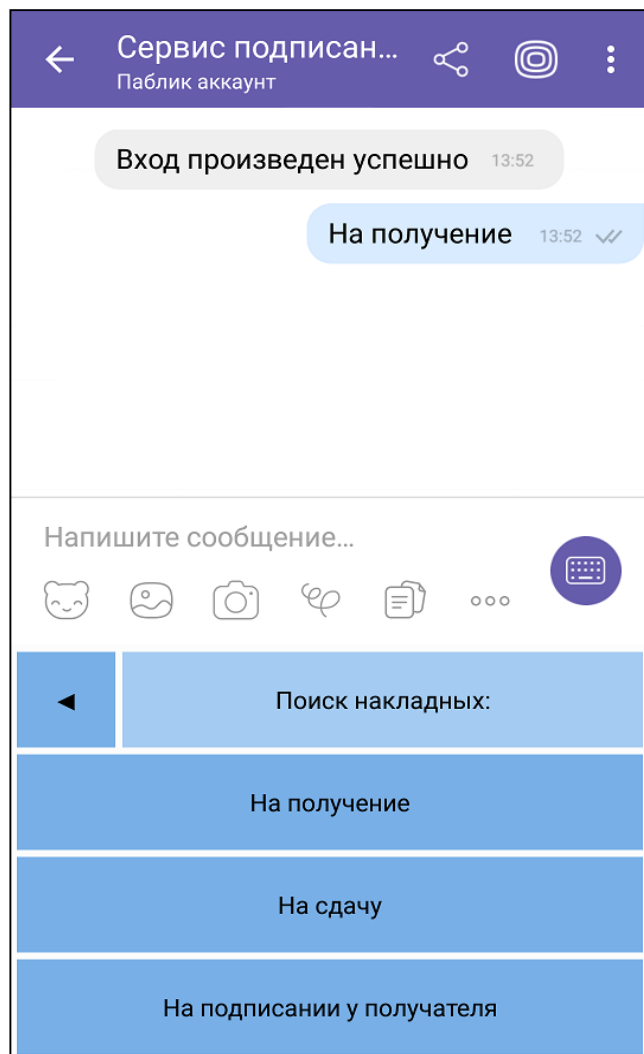 Сервис подписан...
Паблик аккаунт
Вход произведен успешно 13:52
На получение 13:52
Напишите сообщение...
Поиск накладных:
На получение
На сдачу
На подписании у получателя